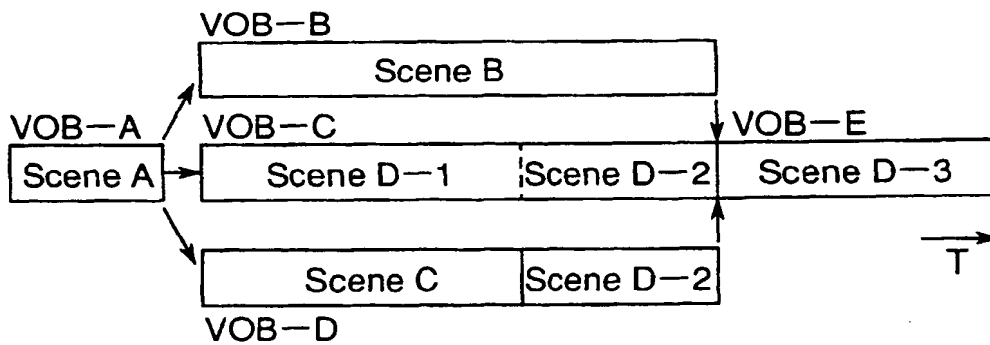 VOB—B
Scene B
VOB—A
VOB—C
VOB—E
Scene A
Scene D—1
Scene D—2
Scene D—3
T
Scene C
Scene D—2
VOB—D